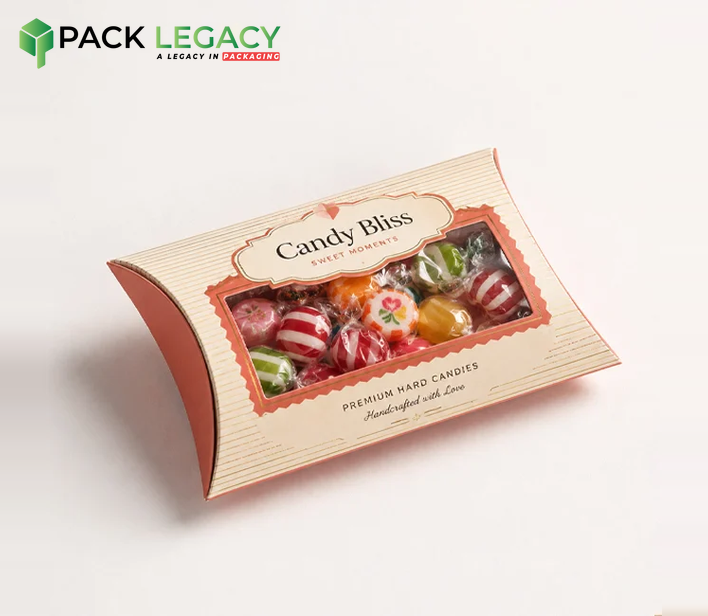 PACK LEGACY
A LEGACY IN PACKAGING
Candy Bliss
SWEET MOMENTS
PREMIUM HARD CANDIES
Handcrafted with Love